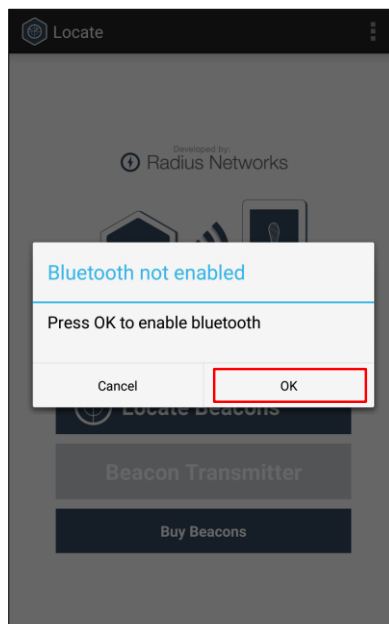 Locate
Developed by:
Radius Networks
Bluetooth not enabled
Press OK to enable bluetooth
Cancel
OK
Locate Beacons
Beacon Transmitter
Buy Beacons